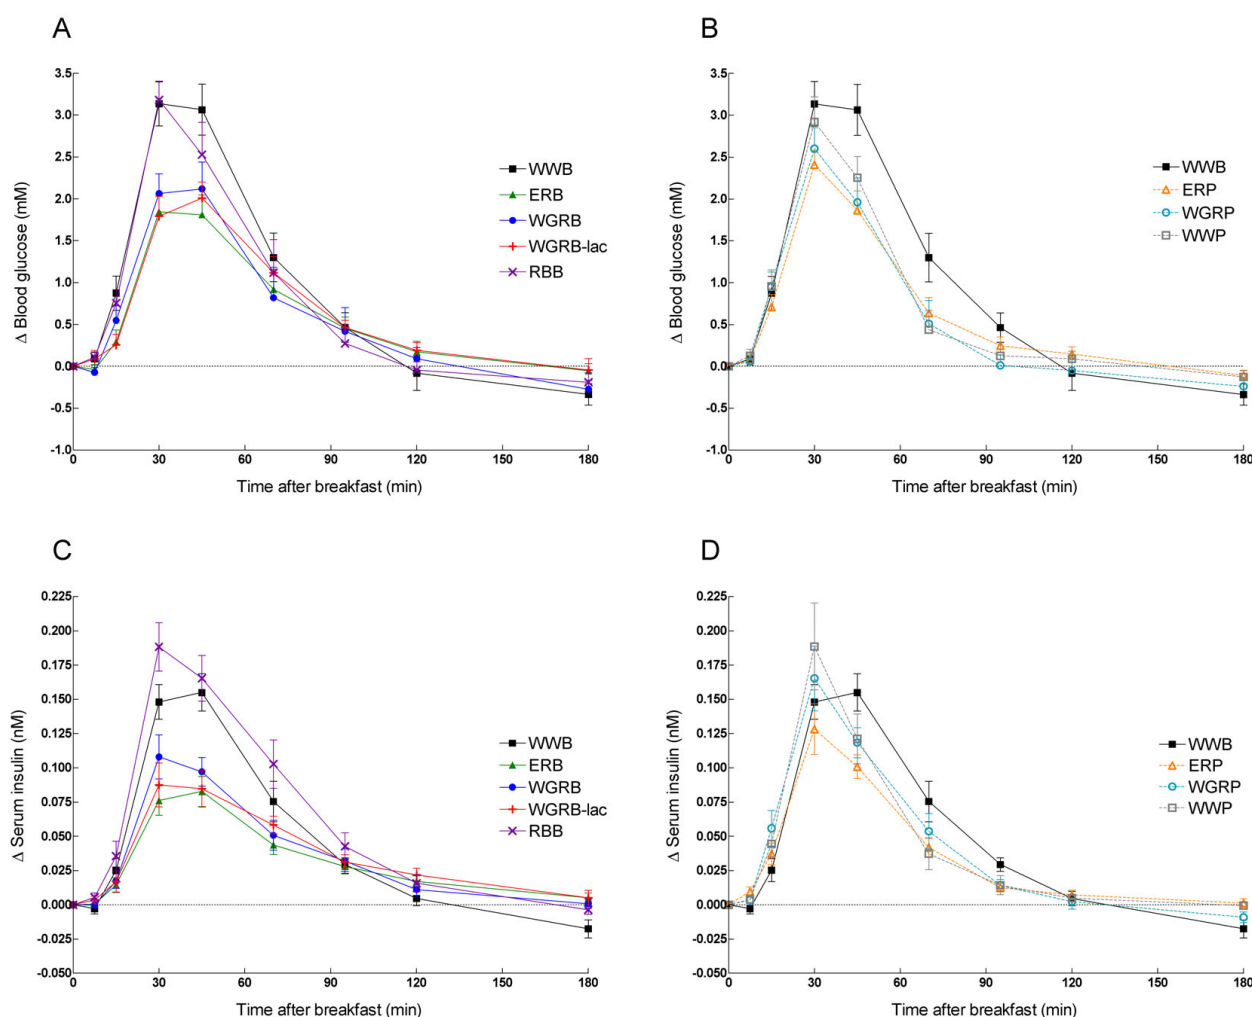 A
3.5
3.0
2.5
2.0
1.5
1.0
0.5
0.0
-0.5
-1.0
Δ Blood glucose (mM)
0 30 60 90 120 150 180
Time after breakfast (min)
WWB
ERB
WGRB
WGRB-lac
RBB
B
3.5
3.0
2.5
2.0
1.5
1.0
0.5
0.0
-0.5
-1.0
Δ Blood glucose (mM)
0 30 60 90 120 150 180
Time after breakfast (min)
WWB
ERP
WGRP
WWP
C
0.225
0.200
0.175
0.150
0.125
0.100
0.075
0.050
0.025
0.000
-0.025
-0.050
Δ Serum insulin (nM)
0 30 60 90 120 150 180
Time after breakfast (min)
WWB
ERB
WGRB
WGRB-lac
RBB
D
0.225
0.200
0.175
0.150
0.125
0.100
0.075
0.050
0.025
0.000
-0.025
-0.050
Δ Serum insulin (nM)
0 30 60 90 120 150 180
Time after breakfast (min)
WWB
ERP
WGRP
WWP